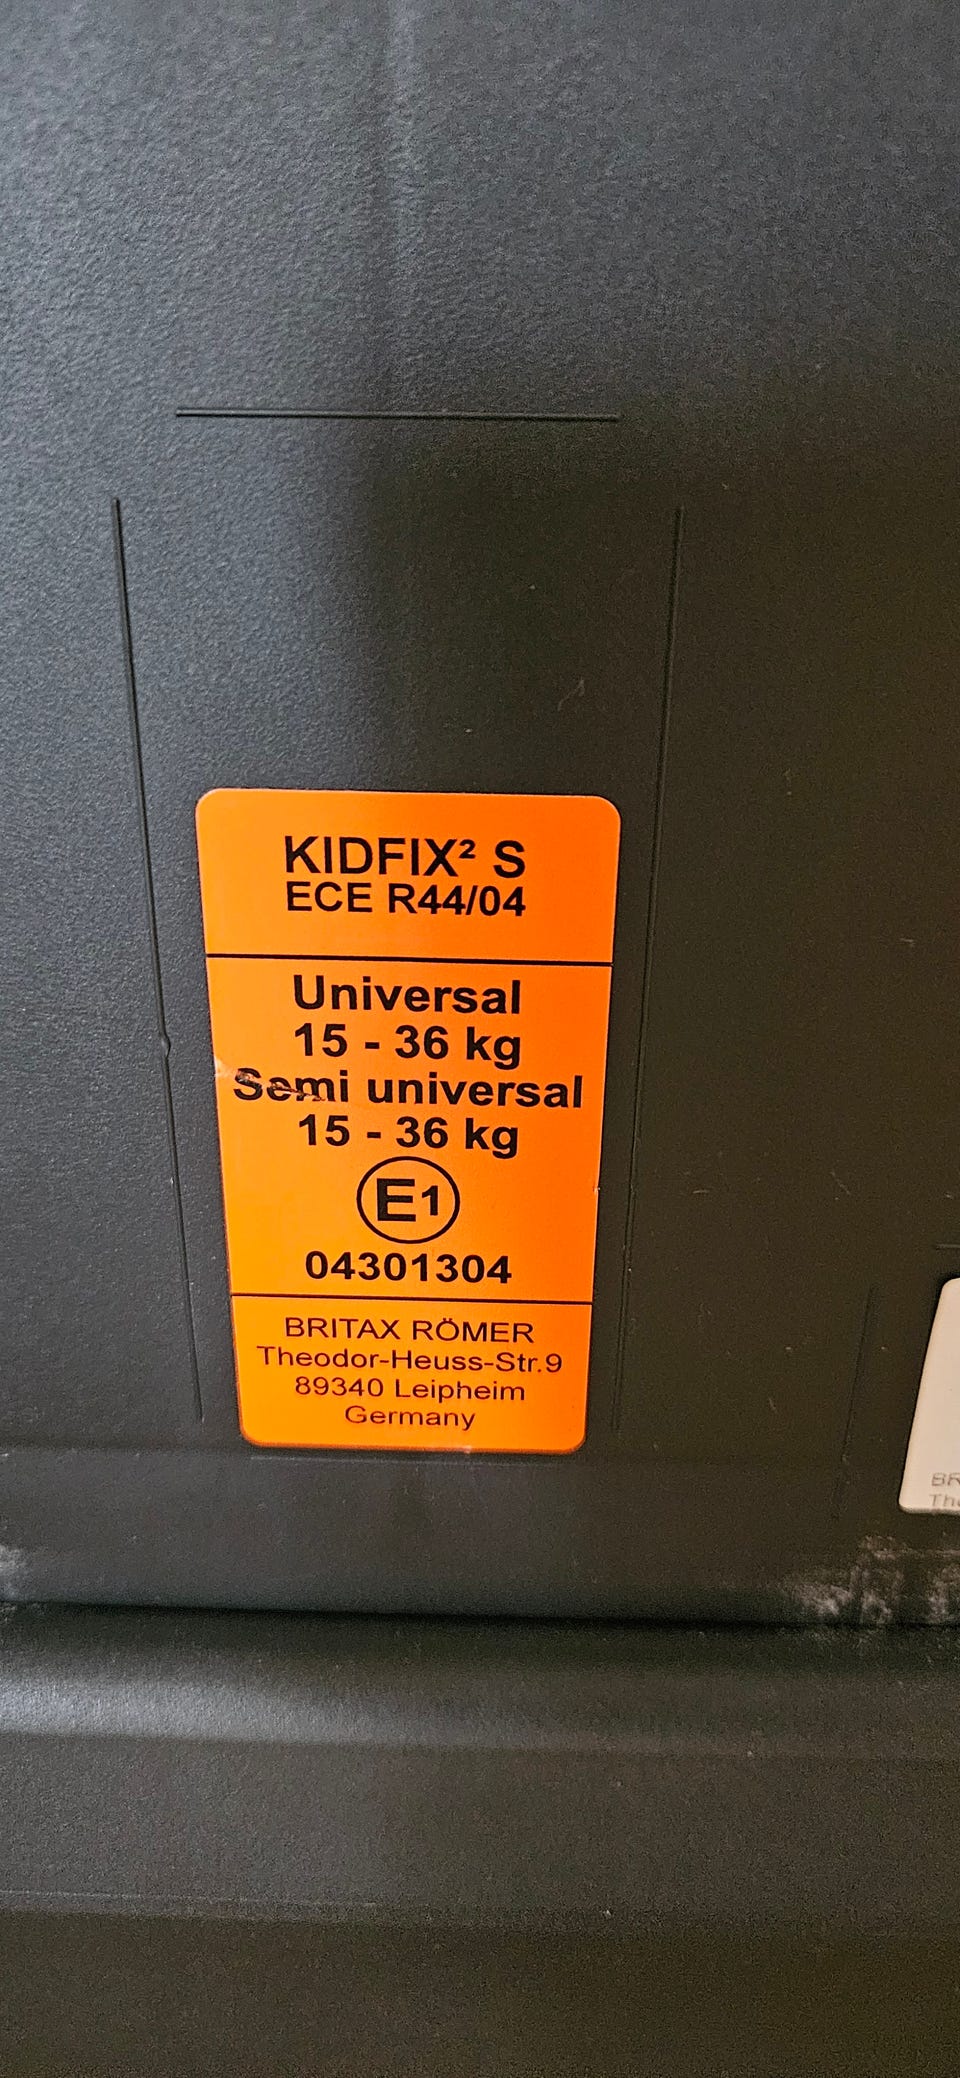 KIDFIX² S
ECE R44/04
Universal
15 - 36 kg
Semi universal
15 - 36 kg
E1
04301304
BRITAX RÖMER
Theodor-Heuss-Str.9
89340 Leipheim
Germany